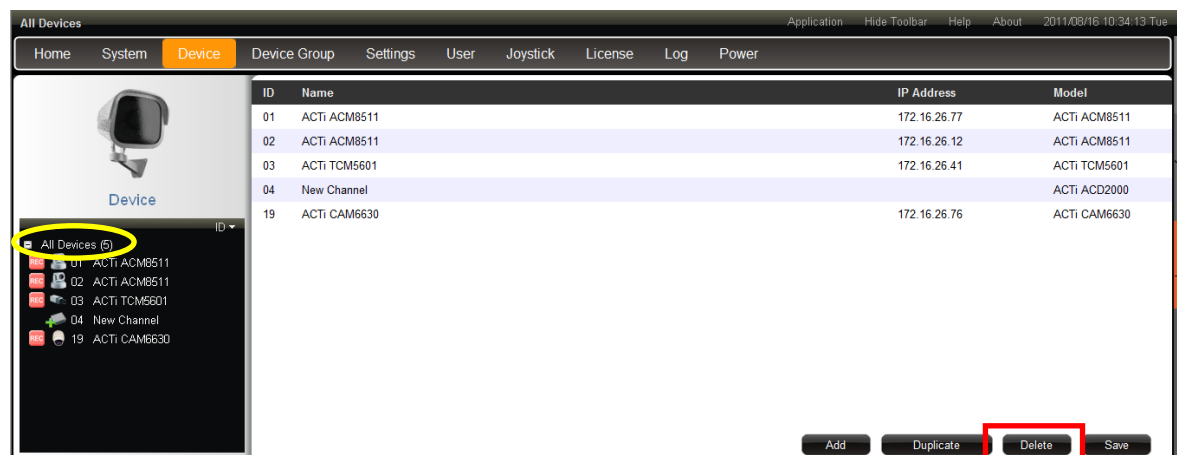 All Devices Application Hide Toolbar Help About 2011/08/16 10:34:13 Tue
Home System Device Device Group Settings User Joystick License Log Power
ID Name IP Address Model
01 ACTi ACM8511 172.16.26.77 ACTi ACM8511
02 ACTi ACM8511 172.16.26.12 ACTi ACM8511
03 ACTi TCM5601 172.16.26.41 ACTi TCM5601
04 New Channel ACTi ACD2000
19 ACTi CAM6630 172.16.26.76 ACTi CAM6630
Device
ID
All Devices (5)
REC 01 ACTi ACM8511
REC 02 ACTi ACM8511
REC 03 ACTi TCM5601
04 New Channel
REC 19 ACTi CAM6630
Add Duplicate Delete Save